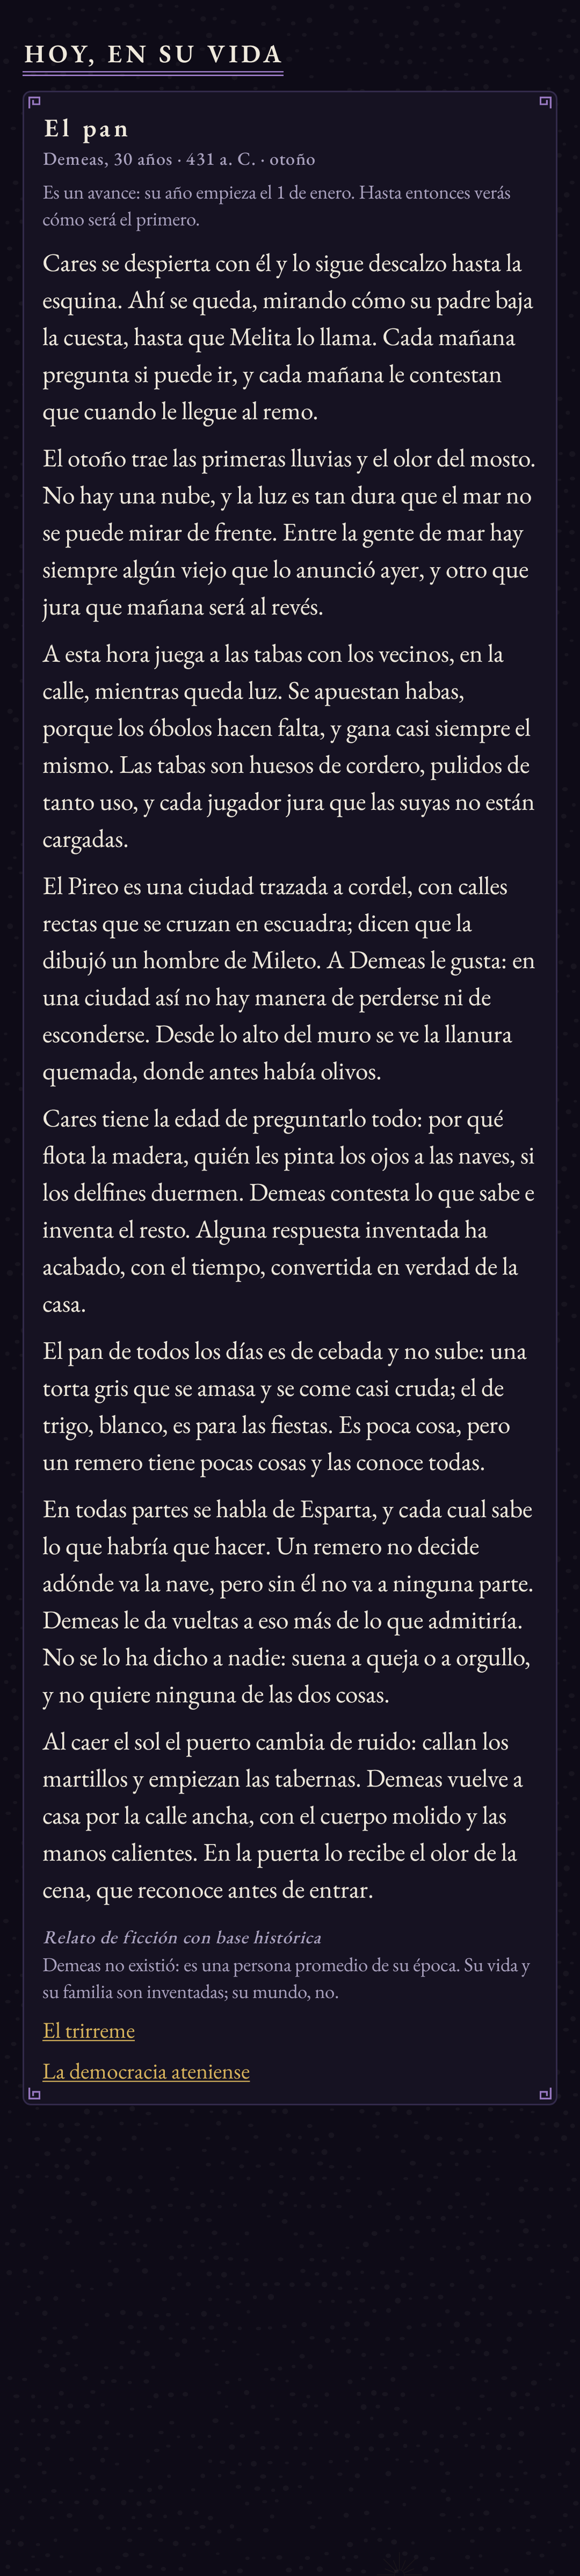 HOY, EN SU VIDA
El pan
Demeas, 30 años · 431 a. C. · otoño
Es un avance: su año empieza el 1 de enero. Hasta entonces verás
cómo será el primero.
Cares se despierta con él y lo sigue descalzo hasta la
esquina. Ahí se queda, mirando cómo su padre baja
la cuesta, hasta que Melita lo llama. Cada mañana
pregunta si puede ir, y cada mañana le contestan
que cuando le llegue al remo.
El otoño trae las primeras lluvias y el olor del mosto.
No hay una nube, y la luz es tan dura que el mar no
se puede mirar de frente. Entre la gente de mar hay
siempre algún viejo que lo anunció ayer, y otro que
jura que mañana será al revés.
A esta hora juega a las tabas con los vecinos, en la
calle, mientras queda luz. Se apuestan habas,
porque los óbolos hacen falta, y gana casi siempre el
mismo. Las tabas son huesos de cordero, pulidos de
tanto uso, y cada jugador jura que las suyas no están
cargadas.
El Pireo es una ciudad trazada a cordel, con calles
rectas que se cruzan en escuadra; dicen que la
dibujó un hombre de Mileto. A Demeas le gusta: en
una ciudad así no hay manera de perderse ni de
esconderse. Desde lo alto del muro se ve la llanura
quemada, donde antes había olivos.
Cares tiene la edad de preguntarlo todo: por qué
flota la madera, quién les pinta los ojos a las naves, si
los delfines duermen. Demeas contesta lo que sabe e
inventa el resto. Alguna respuesta inventada ha
acabado, con el tiempo, convertida en verdad de la
casa.
El pan de todos los días es de cebada y no sube: una
torta gris que se amasa y se come casi cruda; el de
trigo, blanco, es para las fiestas. Es poca cosa, pero
un remero tiene pocas cosas y las conoce todas.
En todas partes se habla de Esparta, y cada cual sabe
lo que habría que hacer. Un remero no decide
adónde va la nave, pero sin él no va a ninguna parte.
Demeas le da vueltas a eso más de lo que admitiría.
No se lo ha dicho a nadie: suena a queja o a orgullo,
y no quiere ninguna de las dos cosas.
Al caer el sol el puerto cambia de ruido: callan los
martillos y empiezan las tabernas. Demeas vuelve a
casa por la calle ancha, con el cuerpo molido y las
manos calientes. En la puerta lo recibe el olor de la
cena, que reconoce antes de entrar.
Relato de ficción con base histórica
Demeas no existió: es una persona promedio de su época. Su vida y
su familia son inventadas; su mundo, no.
El trirreme
La democracia ateniense